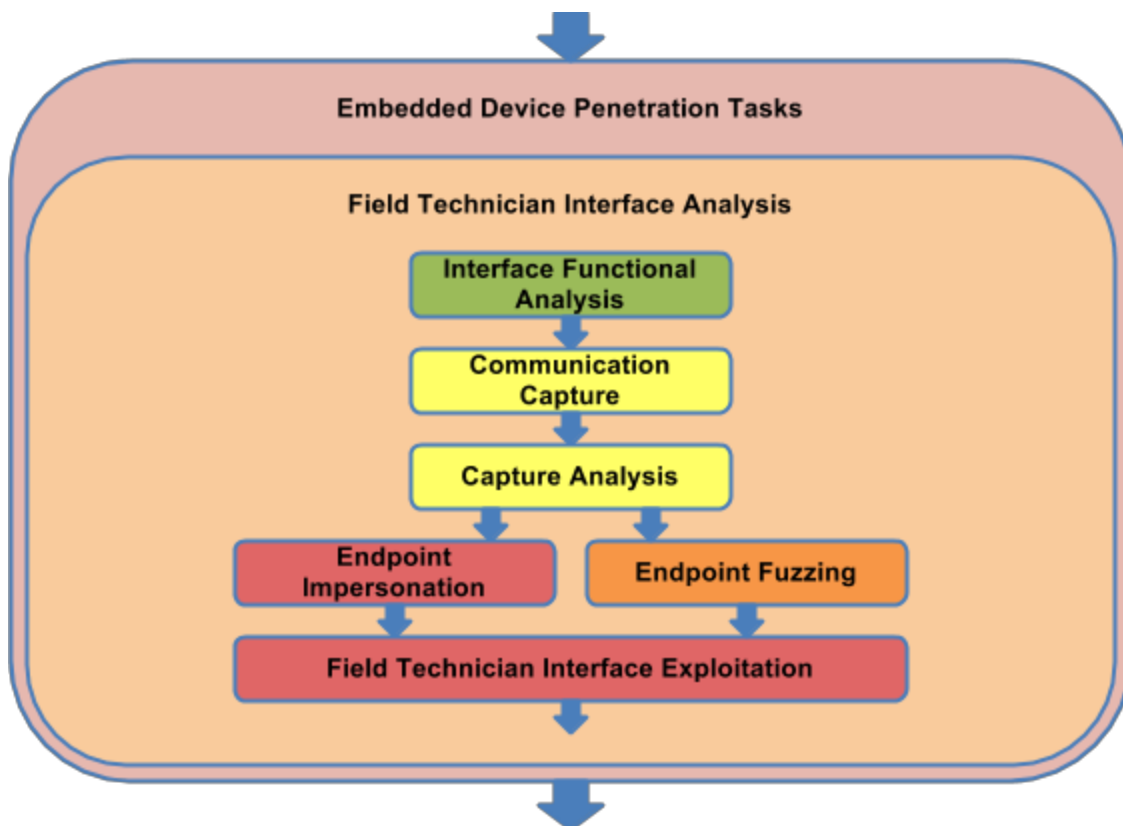 Embedded Device Penetration Tasks
Field Technician Interface Analysis
Interface Functional
Analysis
Communication
Capture
Capture Analysis
Endpoint
Impersonation
Endpoint Fuzzing
Field Technician Interface Exploitation